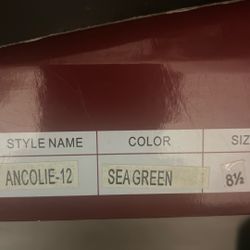 STYLE NAME COLOR SIZ
ANCOLIE-12 SEA GREEN 8½